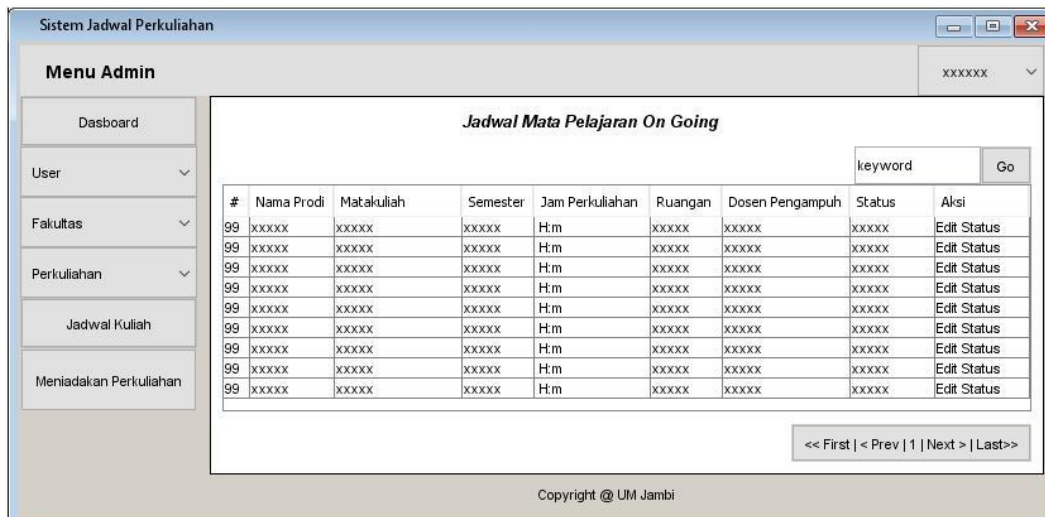 Sistem Jadwal Perkuliahan
Menu Admin
xxxxxx
Dasboard
User
Fakultas
Perkuliahan
Jadwal Kuliah
Meniadakan Perkuliahan
Jadwal Mata Pelajaran On Going
keyword Go
# Nama Prodi Matakuliah Semester Jam Perkuliahan Ruangan Dosen Pengampuh Status Aksi
99 xxxxx xxxxx xxxxx H:m xxxxx xxxxx xxxxx Edit Status
99 xxxxx xxxxx xxxxx H:m xxxxx xxxxx xxxxx Edit Status
99 xxxxx xxxxx xxxxx H:m xxxxx xxxxx xxxxx Edit Status
99 xxxxx xxxxx xxxxx H:m xxxxx xxxxx xxxxx Edit Status
99 xxxxx xxxxx xxxxx H:m xxxxx xxxxx xxxxx Edit Status
99 xxxxx xxxxx xxxxx H:m xxxxx xxxxx xxxxx Edit Status
99 xxxxx xxxxx xxxxx H:m xxxxx xxxxx xxxxx Edit Status
99 xxxxx xxxxx xxxxx H:m xxxxx xxxxx xxxxx Edit Status
99 xxxxx xxxxx xxxxx H:m xxxxx xxxxx xxxxx Edit Status
<< First | < Prev | 1 | Next > | Last>>
Copyright @ UM Jambi